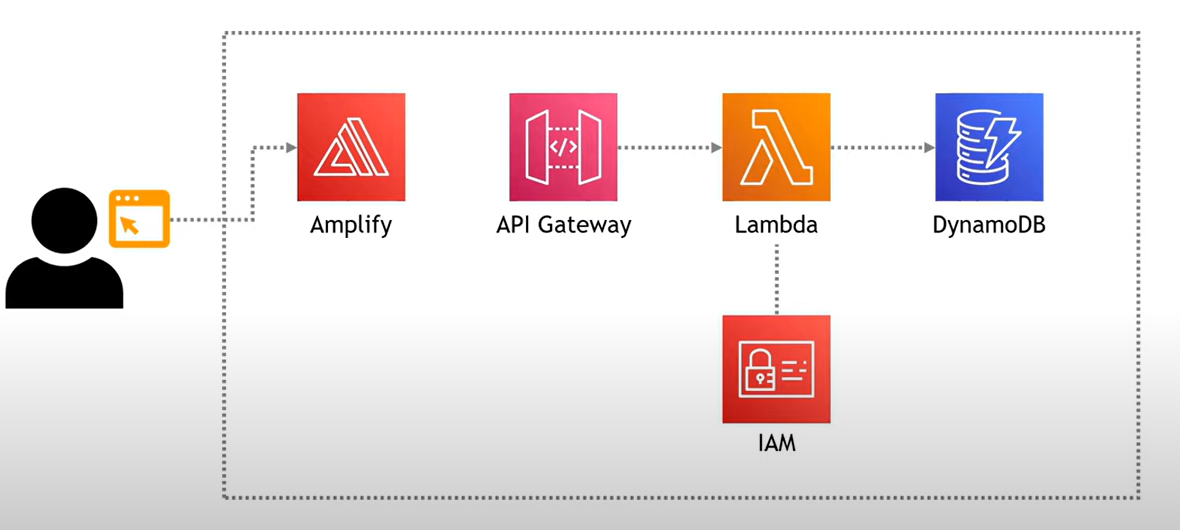 Amplify
API Gateway
</>
Lambda
DynamoDB
IAM